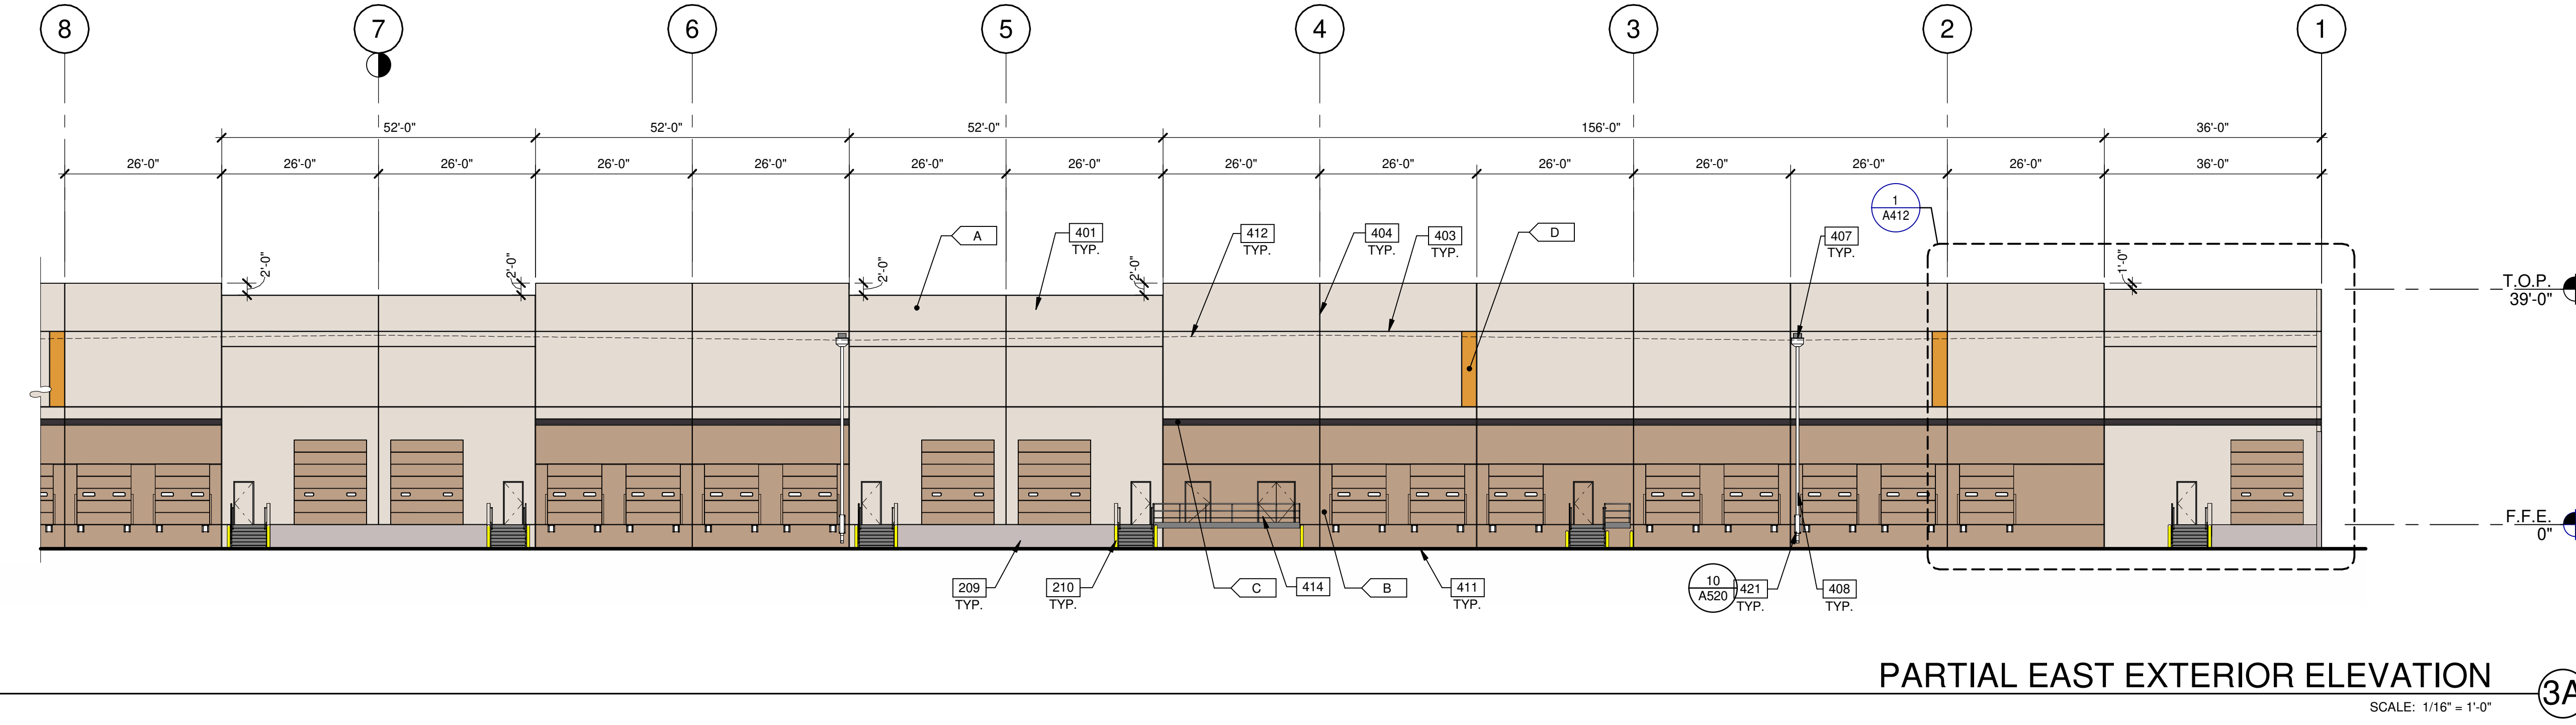 8 7 6 5 4 3 2 1
52'-0" 52'-0" 52'-0" 156'-0" 36'-0"
26'-0" 26'-0" 26'-0" 26'-0" 26'-0" 26'-0" 26'-0" 26'-0" 26'-0" 26'-0" 26'-0" 26'-0" 26'-0" 36'-0"
1
A412
A
401
TYP.
412
TYP.
404
TYP.
403
TYP.
D
407
TYP.
2'-0" 2'-0" 2'-0" 2'-0" 1'-0"
T.O.P.
39'-0"
F.F.E.
0"
209
TYP.
210
TYP.
C
414
B
411
TYP.
10
A520
421
TYP.
408
TYP.
PARTIAL EAST EXTERIOR ELEVATION
3A
SCALE: 1/16" = 1'-0"